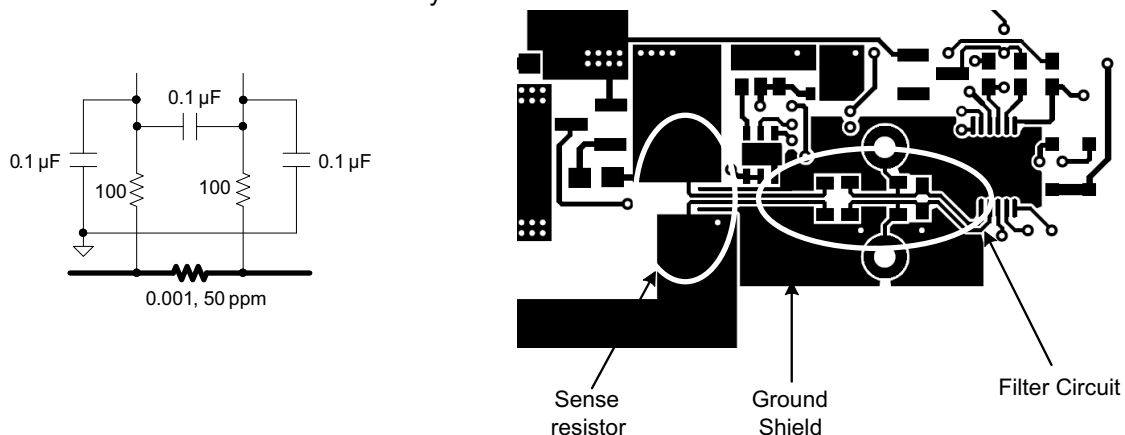 0.1 µF
0.1 µF
0.1 µF
100
100
0.001, 50 ppm
Sense
resistor
Ground
Shield
Filter Circuit